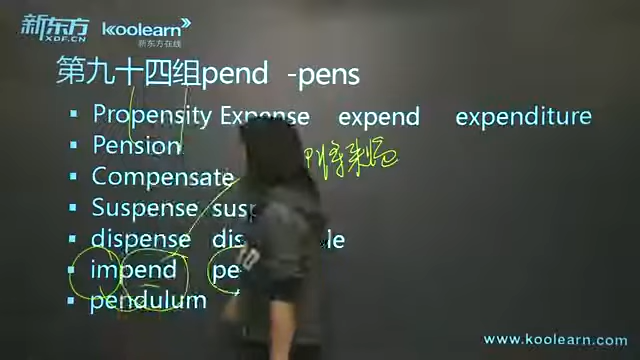 新东方 Koolearn
XDF.CN 新东方在线
第九十四组pend -pens
Propensity Expense expend expenditure
Pension
Compensate
Suspense
dispense
impend
pendulum
www.koolearn.com